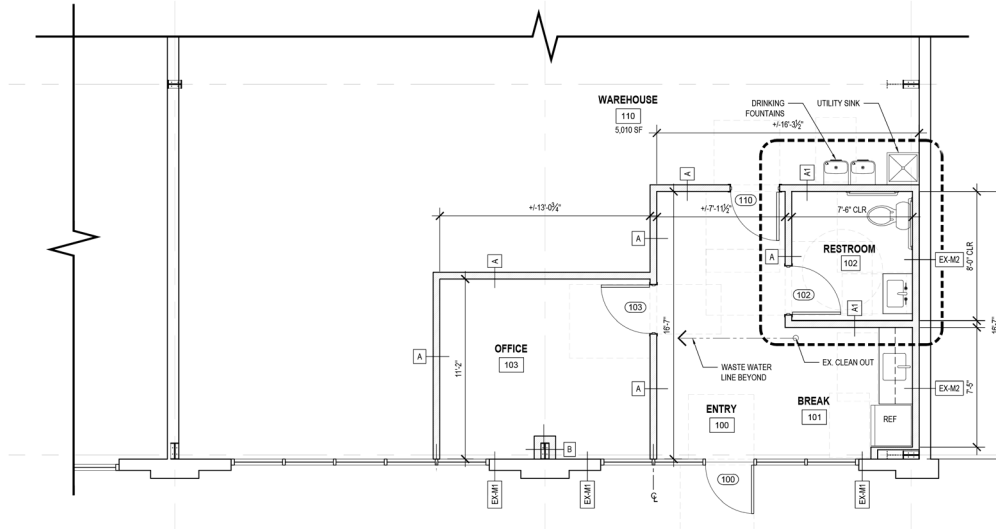 WAREHOUSE
110
5,010 SF
DRINKING
FOUNTAINS
UTILITY SINK
+/-16'-3½"
A
A1
110
+/-13'-0¾"
+/-7'-11½"
7'-6" CLR
A
A
RESTROOM
102
A
EX-M2
8'-0" CLR
103
102
A1
16'-7"
16'-7"
OFFICE
103
A
11'-2"
A
WASTE WATER
LINE BEYOND
EX. CLEAN OUT
ENTRY
100
BREAK
101
EX-M2
7'-5"
REF
B
EX-M1
EX-M1
100
EX-M1